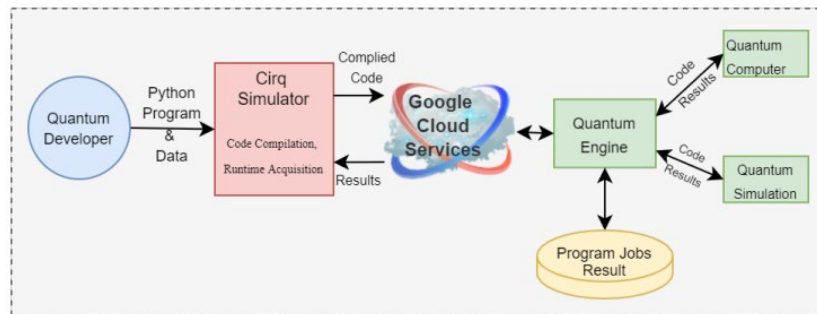 Quantum
Developer
Python
Program
&
Data
Cirq
Simulator
Code Compilation,
Runtime Acquisition
Complied
Code
Results
Google
Cloud
Services
Quantum
Engine
Code
Results
Quantum
Computer
Code
Results
Quantum
Simulation
Program Jobs
Result